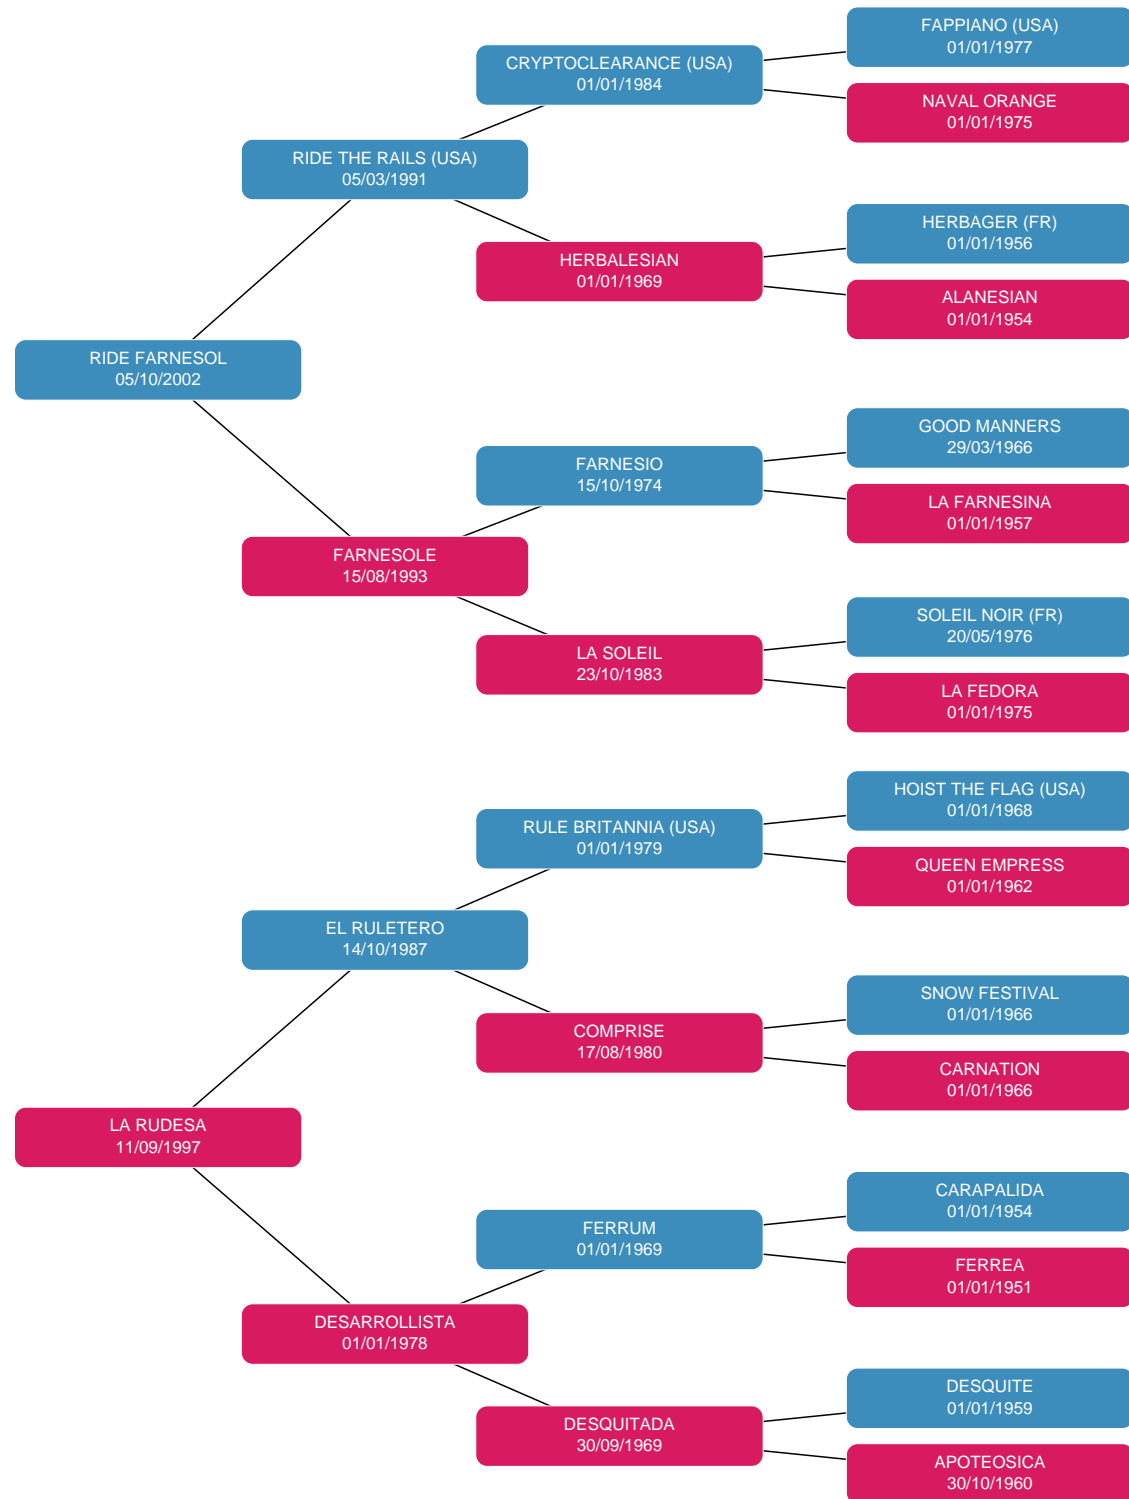 FAPPIANO (USA)
01/01/1977
CRYPTOCLEARANCE (USA)
01/01/1984
NAVAL ORANGE
01/01/1975
RIDE THE RAILS (USA)
05/03/1991
HERBAGER (FR)
01/01/1956
HERBALESIAN
01/01/1969
ALANESIAN
01/01/1954
RIDE FARNESOL
05/10/2002
GOOD MANNERS
29/03/1966
FARNESIO
15/10/1974
LA FARNESINA
01/01/1957
FARNESOLE
15/08/1993
SOLEIL NOIR (FR)
20/05/1976
LA SOLEIL
23/10/1983
LA FEDORA
01/01/1975
HOIST THE FLAG (USA)
01/01/1968
RULE BRITANNIA (USA)
01/01/1979
QUEEN EMPRESS
01/01/1962
EL RULETERO
14/10/1987
SNOW FESTIVAL
01/01/1966
COMPRISE
17/08/1980
CARNATION
01/01/1966
LA RUDESA
11/09/1997
CARAPALIDA
01/01/1954
FERRUM
01/01/1969
FERREA
01/01/1951
DESARROLLISTA
01/01/1978
DESQUITE
01/01/1959
DESQUITADA
30/09/1969
APOTEOSICA
30/10/1960